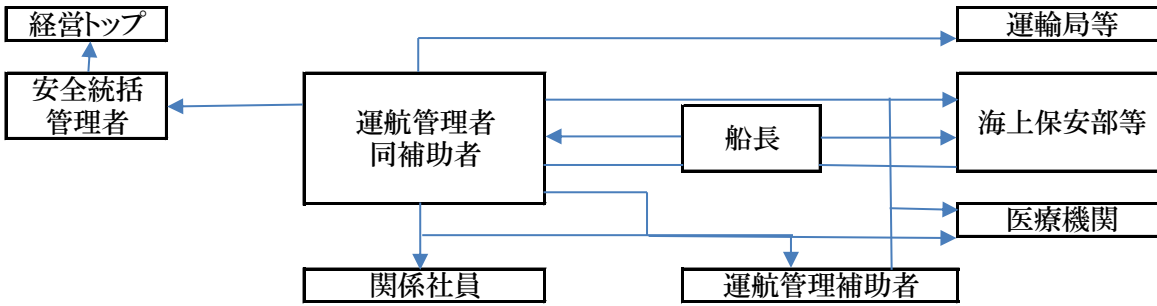 経営トップ
運輸局等
安全統括
管理者
運航管理者
同補助者
船長
海上保安部等
医療機関
関係社員
運航管理補助者